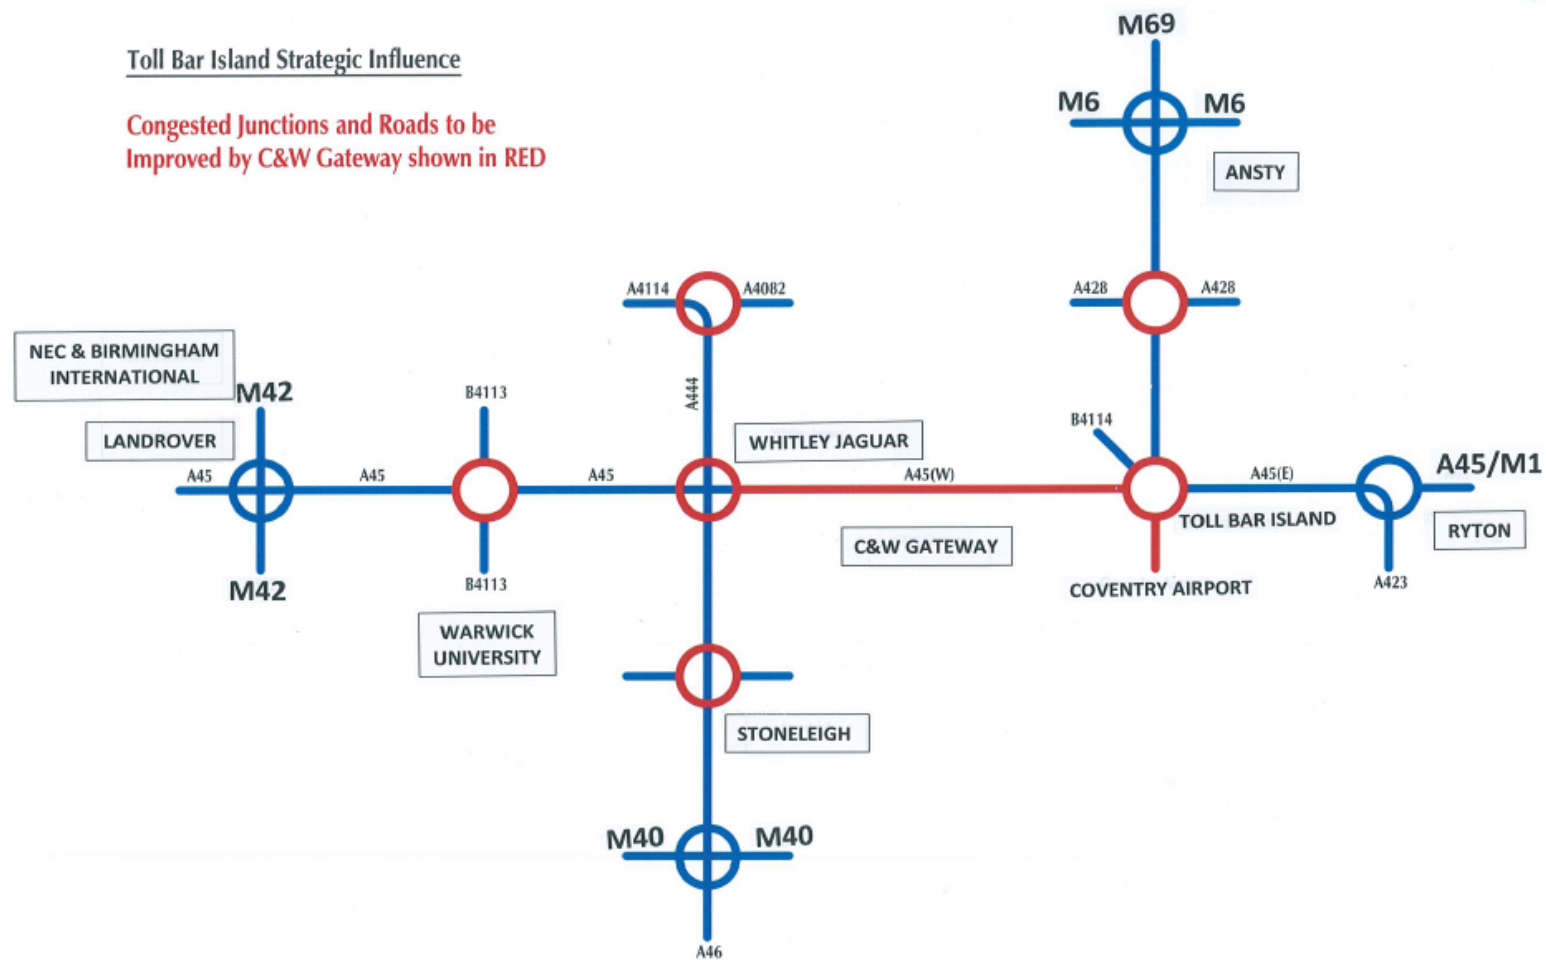 Toll Bar Island Strategic Influence
Congested Junctions and Roads to be
Improved by C&W Gateway shown in RED
M69
M6
M6
ANSTY
A4114
A4082
A428
A428
NEC & BIRMINGHAM
INTERNATIONAL
M42
B4113
A444
B4114
LANDROVER
WHITLEY JAGUAR
A45
A45
A45
A45(W)
A45(E)
A45/M1
TOLL BAR ISLAND
RYTON
C&W GATEWAY
M42
B4113
COVENTRY AIRPORT
A423
WARWICK
UNIVERSITY
STONELEIGH
M40
M40
A46